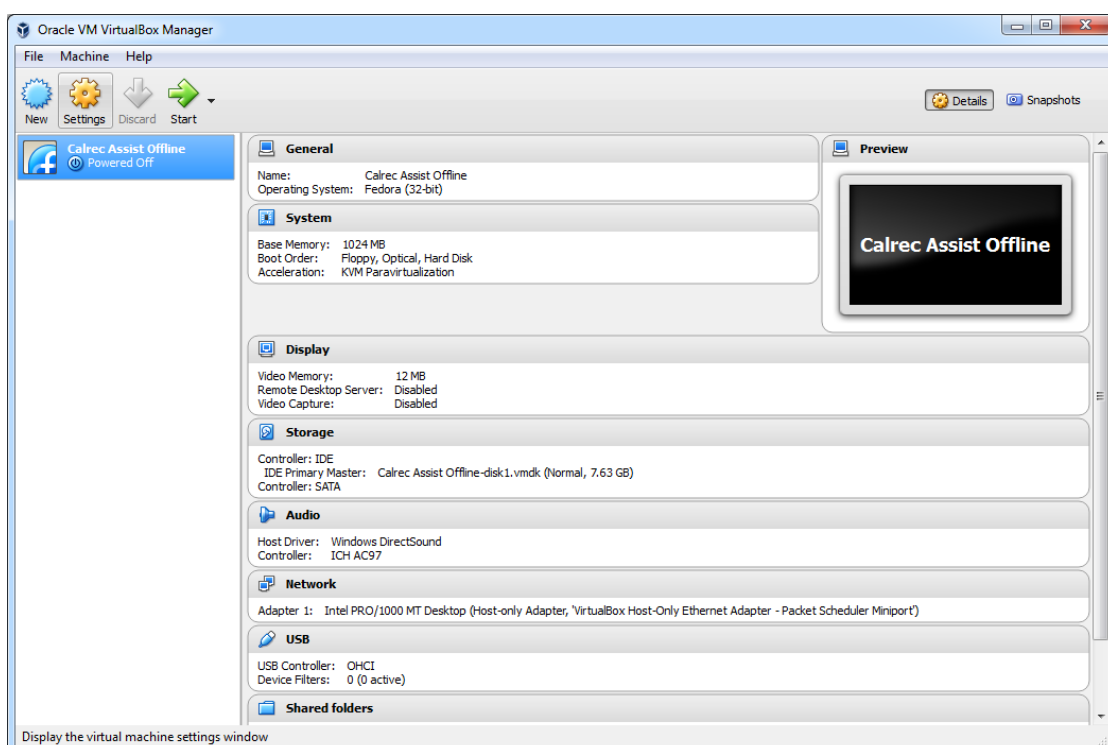 Oracle VM VirtualBox Manager
File Machine Help
New Settings Discard Start
Details Snapshots
Calrec Assist Offline
Powered Off
General
Name: Calrec Assist Offline
Operating System: Fedora (32-bit)
System
Base Memory: 1024 MB
Boot Order: Floppy, Optical, Hard Disk
Acceleration: KVM Paravirtualization
Preview
Calrec Assist Offline
Display
Video Memory: 12 MB
Remote Desktop Server: Disabled
Video Capture: Disabled
Storage
Controller: IDE
IDE Primary Master: Calrec Assist Offline-disk1.vmdk (Normal, 7.63 GB)
Controller: SATA
Audio
Host Driver: Windows DirectSound
Controller: ICH AC97
Network
Adapter 1: Intel PRO/1000 MT Desktop (Host-only Adapter, 'VirtualBox Host-Only Ethernet Adapter - Packet Scheduler Miniport')
USB
USB Controller: OHCI
Device Filters: 0 (0 active)
Shared folders
Display the virtual machine settings window